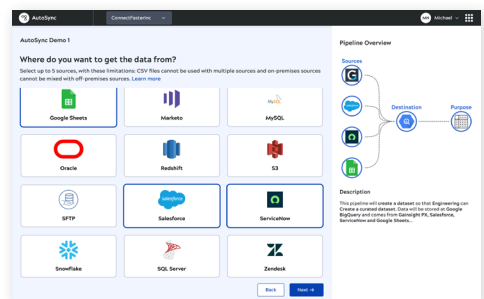 AutoSync
ConnectFasterInc
MH
Michael
AutoSync Demo 1
Where do you want to get the data from?
Select up to 5 sources, with these limitations: CSV files cannot be used with multiple sources and on-premises sources
cannot be mixed with off-premises sources. Learn more
Google Sheets
Marketo
MySQL
MySQL
Oracle
Redshift
S3
SFTP
salesforce
Salesforce
ServiceNow
Snowflake
SQL Server
Zendesk
Back
Next →
Pipeline Overview
Sources
Destination
Purpose
Description
This pipeline will create a dataset so that Engineering can
Create a curated dataset. Data will be stored at Google
BigQuery and comes from Gainsight PX, Salesforce,
ServiceNow and Google Sheets...